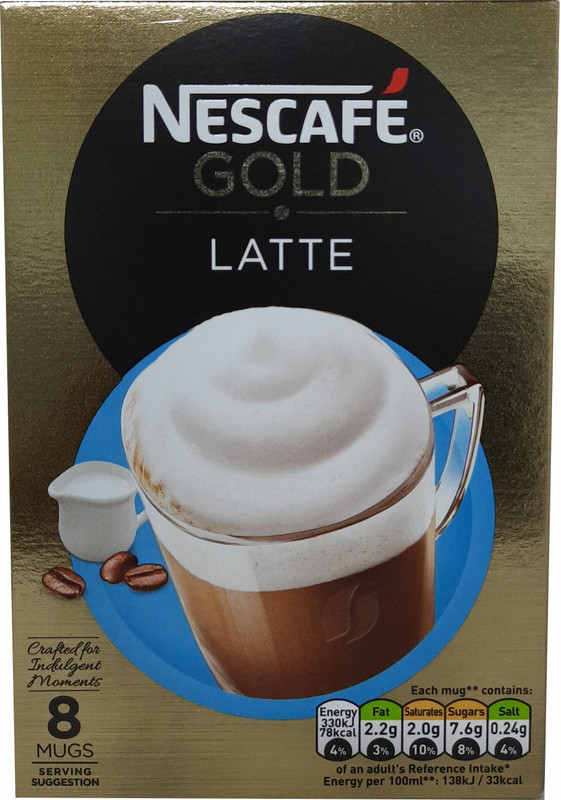 NESCAFÉ®
GOLD
LATTE
Crafted for
Indulgent
Moments
8
MUGS
SERVING
SUGGESTION
Each mug** contains:
Energy
330kJ
78kcal
4%
Fat
2.2g
3%
Saturates
2.0g
10%
Sugars
7.6g
8%
Salt
0.24g
4%
of an adult's Reference Intake*
Energy per 100ml**: 138kJ / 33kcal